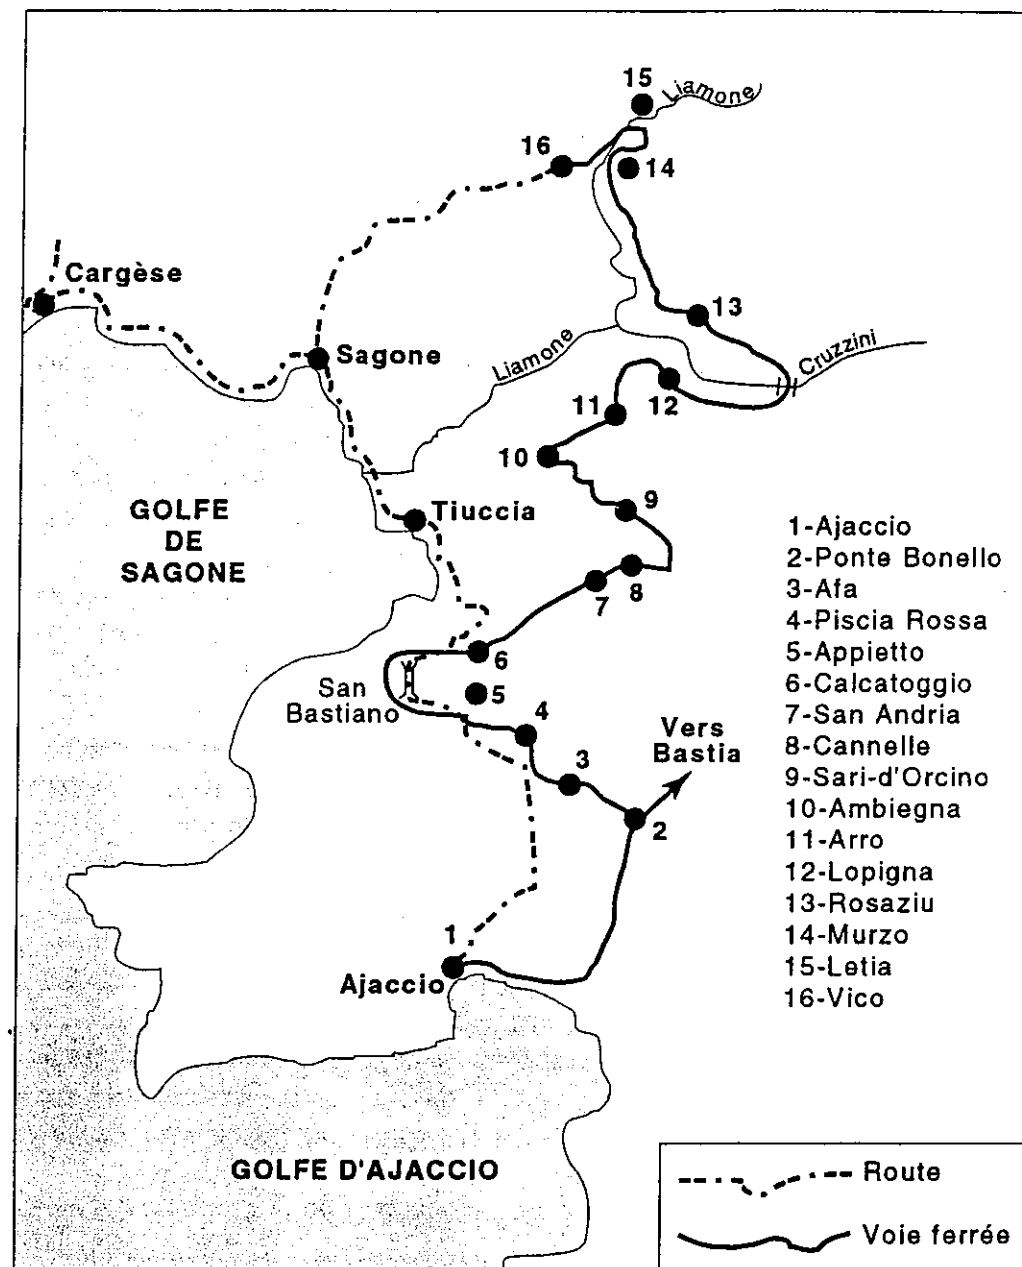 15
Liamone
16
14
Cargèse
13
Sagone
Liamone
Cruzzini
12
11
10
9
GOLFE
DE
SAGONE
Tiuccia
8
7
6
San
Bastiano
5
4
3
Vers
Bastia
2
1
Ajaccio
1-Ajaccio
2-Ponte Bonello
3-Afa
4-Piscia Rossa
5-Appietto
6-Calcatoggio
7-San Andria
8-Cannelle
9-Sari-d'Orcino
10-Ambiegna
11-Arro
12-Lopigna
13-Rosaziu
14-Murzo
15-Letia
16-Vico
GOLFE D'AJACCIO
Route
Voie ferrée